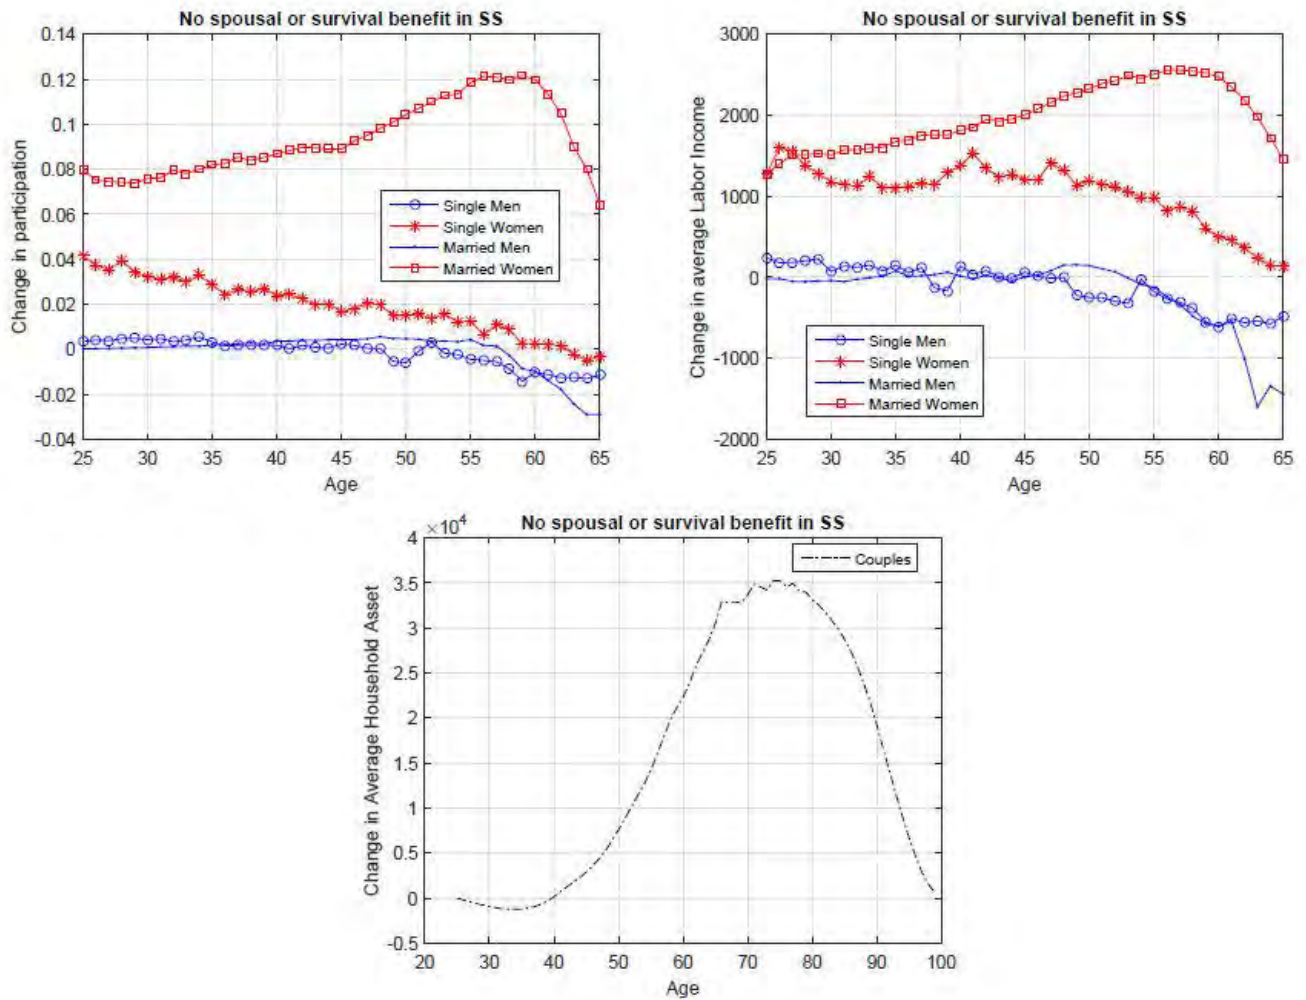 No spousal or survival benefit in SS
0.14
0.12
0.1
0.08
0.06
0.04
0.02
0
-0.02
-0.04
Change in participation
Single Men
Single Women
Married Men
Married Women
25 30 35 40 45 50 55 60 65
Age
No spousal or survival benefit in SS
3000
2000
1000
0
-1000
-2000
Change in average Labor Income
Single Men
Single Women
Married Men
Married Women
25 30 35 40 45 50 55 60 65
Age
×10⁴
No spousal or survival benefit in SS
4
3.5
3
2.5
2
1.5
1
0.5
0
-0.5
Change in Average Household Asset
Couples
20 30 40 50 60 70 80 90 100
Age